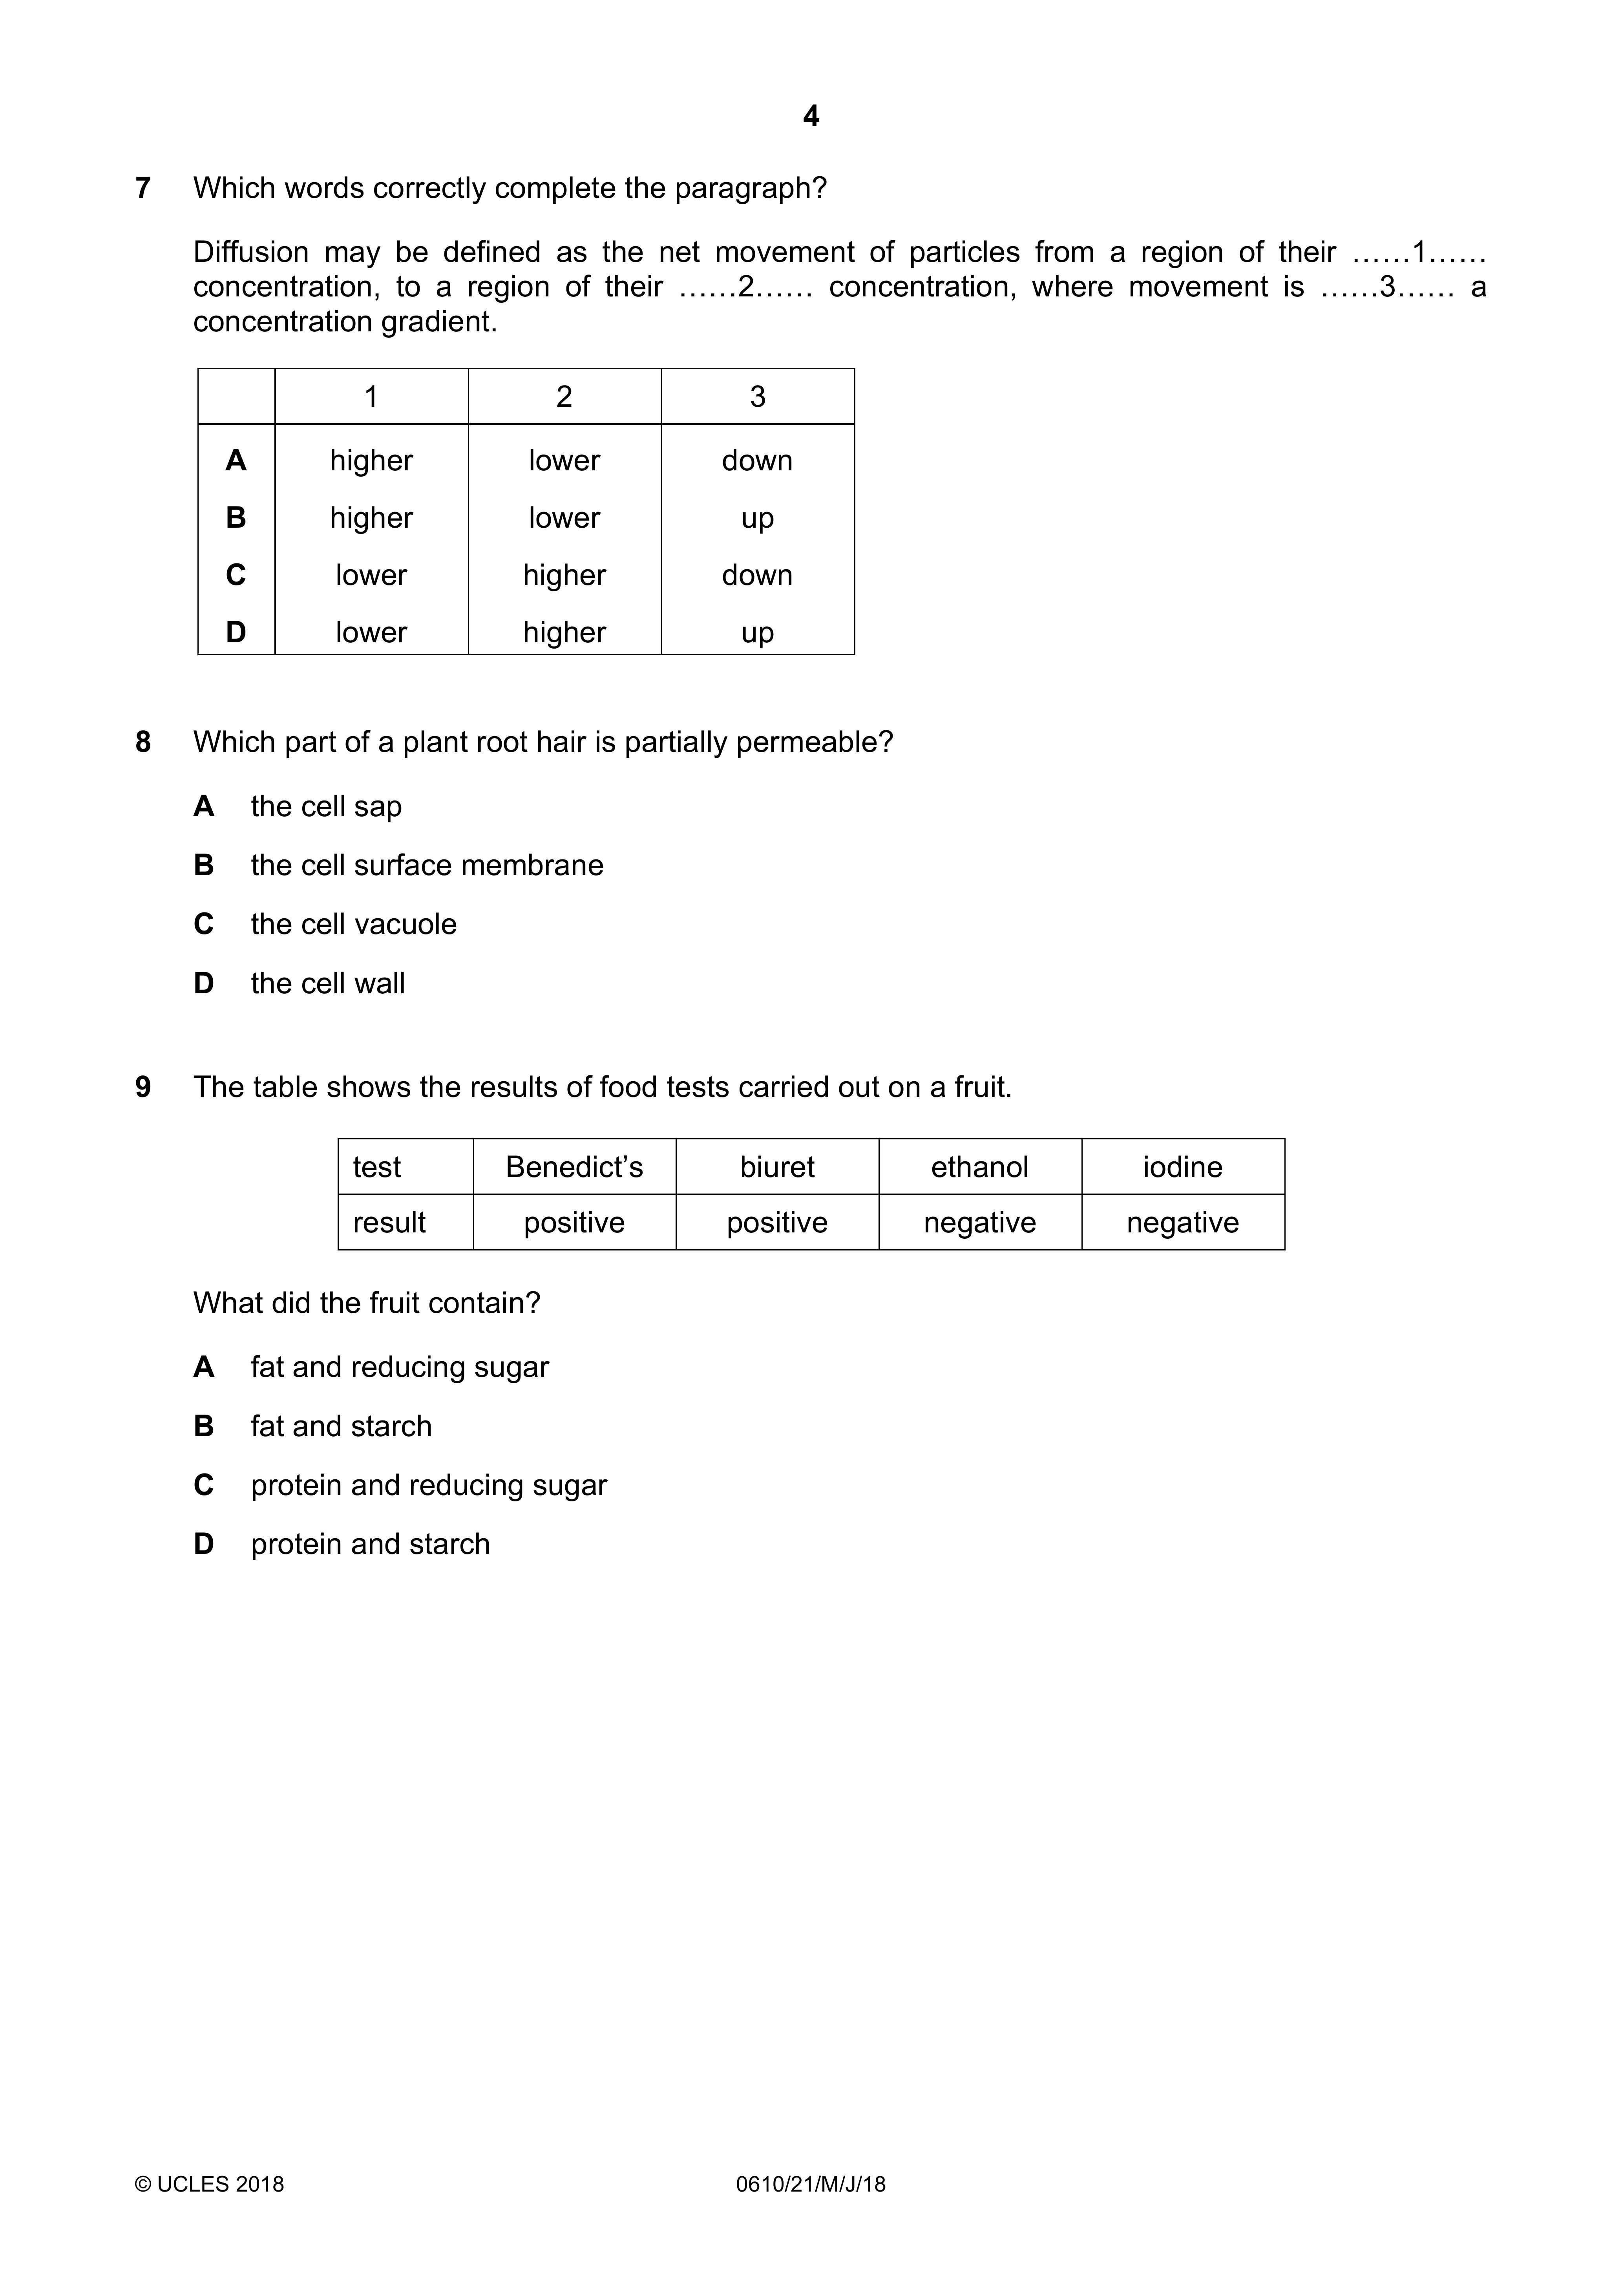 4
7 Which words correctly complete the paragraph?
Diffusion may be defined as the net movement of particles from a region of their ......1......
concentration, to a region of their ......2...... concentration, where movement is ......3...... a
concentration gradient.
1 2 3
A higher lower down
B higher lower up
C lower higher down
D lower higher up
8 Which part of a plant root hair is partially permeable?
A the cell sap
B the cell surface membrane
C the cell vacuole
D the cell wall
9 The table shows the results of food tests carried out on a fruit.
test Benedict’s biuret ethanol iodine
result positive positive negative negative
What did the fruit contain?
A fat and reducing sugar
B fat and starch
C protein and reducing sugar
D protein and starch
© UCLES 2018 0610/21/M/J/18